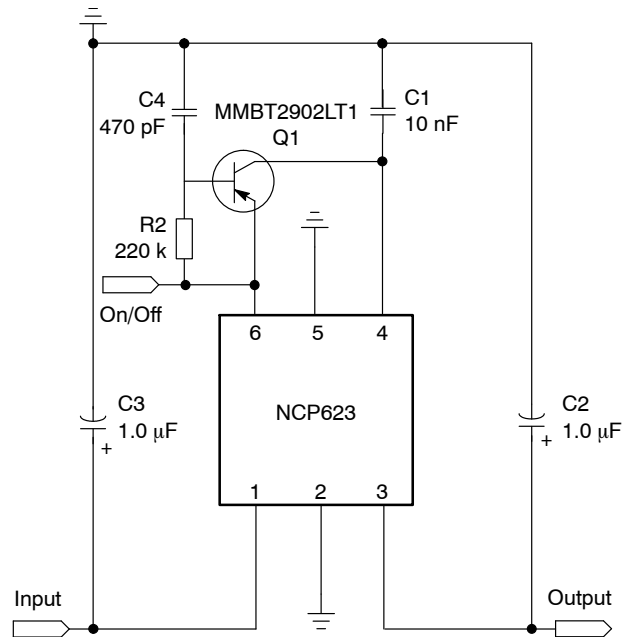 C4
470 pF
MMBT2902LT1
Q1
C1
10 nF
R2
220 k
On/Off
6
5
4
NCP623
C3
1.0 μF
+
C2
1.0 μF
+
1
2
3
Input
Output